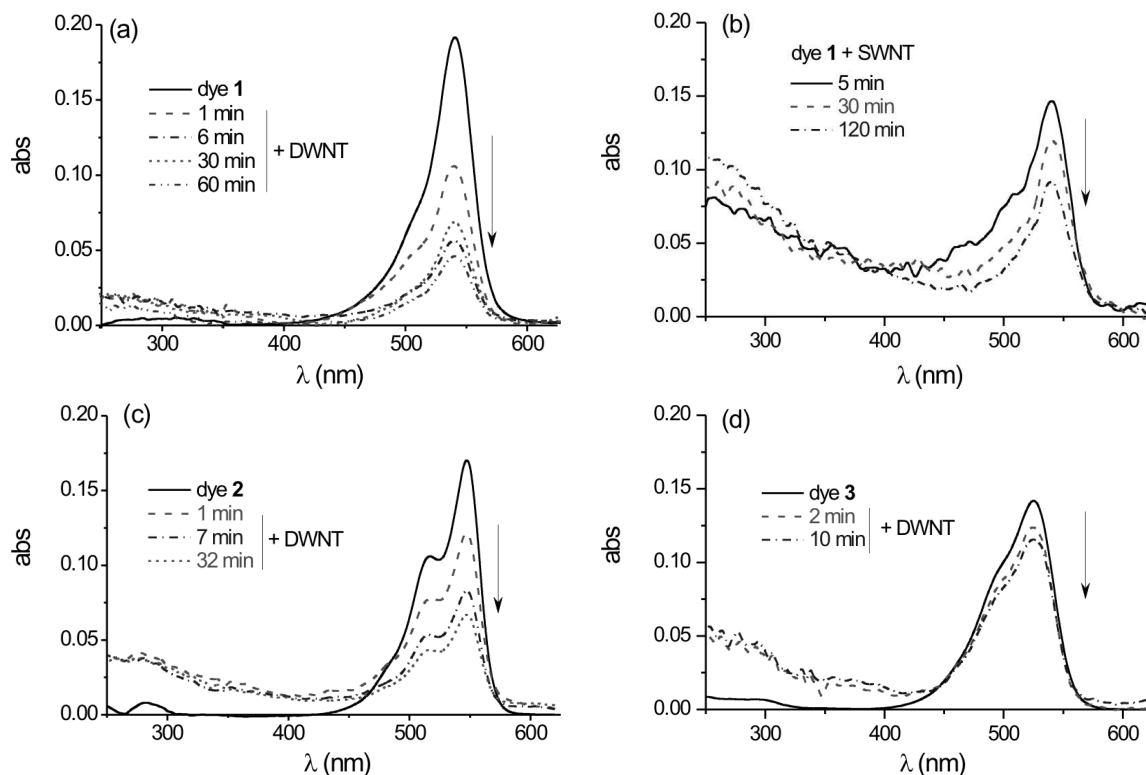 (a)
0.20
0.15
0.10
0.05
0.00
abs
dye 1
1 min
6 min
30 min
60 min
+ DWNT
300 400 500 600
λ (nm)
(b)
0.20
0.15
0.10
0.05
0.00
abs
dye 1 + SWNT
5 min
30 min
120 min
300 400 500 600
λ (nm)
(c)
0.20
0.15
0.10
0.05
0.00
abs
dye 2
1 min
7 min
32 min
+ DWNT
300 400 500 600
λ (nm)
(d)
0.20
0.15
0.10
0.05
0.00
abs
dye 3
2 min
10 min
+ DWNT
300 400 500 600
λ (nm)